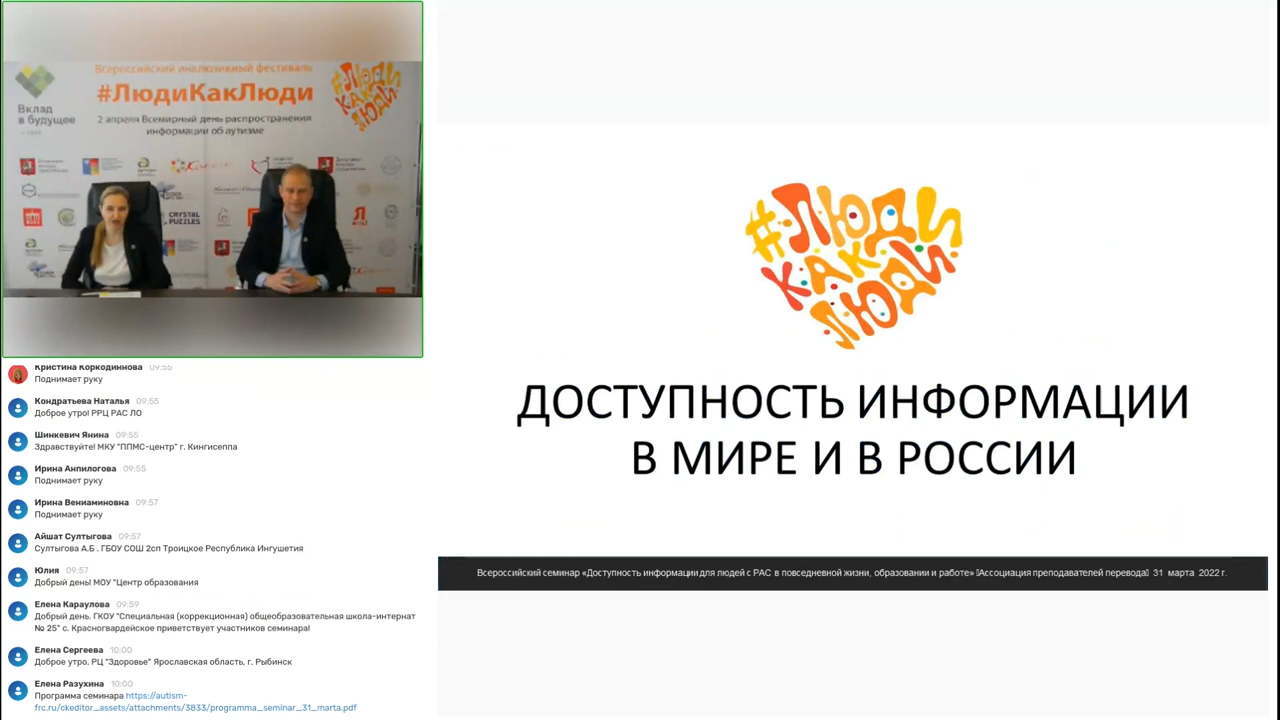 Вклад
в будущее
Всероссийский инклюзивный фестиваль
#ЛюдиКакЛюди
2 апреля Всемирный день распространения
информации об аутизме
#ЛЮДИ
КАК
ЛЮДИ
CRYSTAL
PUZZLES
Кристина Коркодиннова 09:55
Поднимает руку
Кондратьева Наталья 09:55
Доброе утро! РРЦ РАС ЛО
Шинкевич Янина 09:55
Здравствуйте! МКУ "ППМС-центр" г. Кингисеппа
Ирина Анпилогова 09:55
Поднимает руку
Ирина Вениаминовна 09:57
Поднимает руку
Айшат Султыгова 09:57
Султыгова А.Б . ГБОУ СОШ 2сп Троицкое Республика Ингушетия
Юлия 09:57
Добрый день! МОУ "Центр образования
Елена Караулова 09:59
Добрый день. ГКОУ "Специальная (коррекционная) общеобразовательная школа-интернат
№ 25" с. Красногвардейское приветствует участников семинара!
Елена Сергеева 10:00
Доброе утро, РЦ "Здоровье" Ярославская область, г. Рыбинск
Елена Разухина 10:00
Программа семинара https://autism-
frc.ru/ckeditor_assets/attachments/3833/programma_seminar_31_marta.pdf
#ЛЮДИ
КАК
ЛЮДИ
ДОСТУПНОСТЬ ИНФОРМАЦИИ
В МИРЕ И В РОССИИ
Всероссийский семинар «Доступность информации для людей с РАС в повседневной жизни, образовании и работе» Ассоциация преподавателей перевода 31 марта 2022 г.